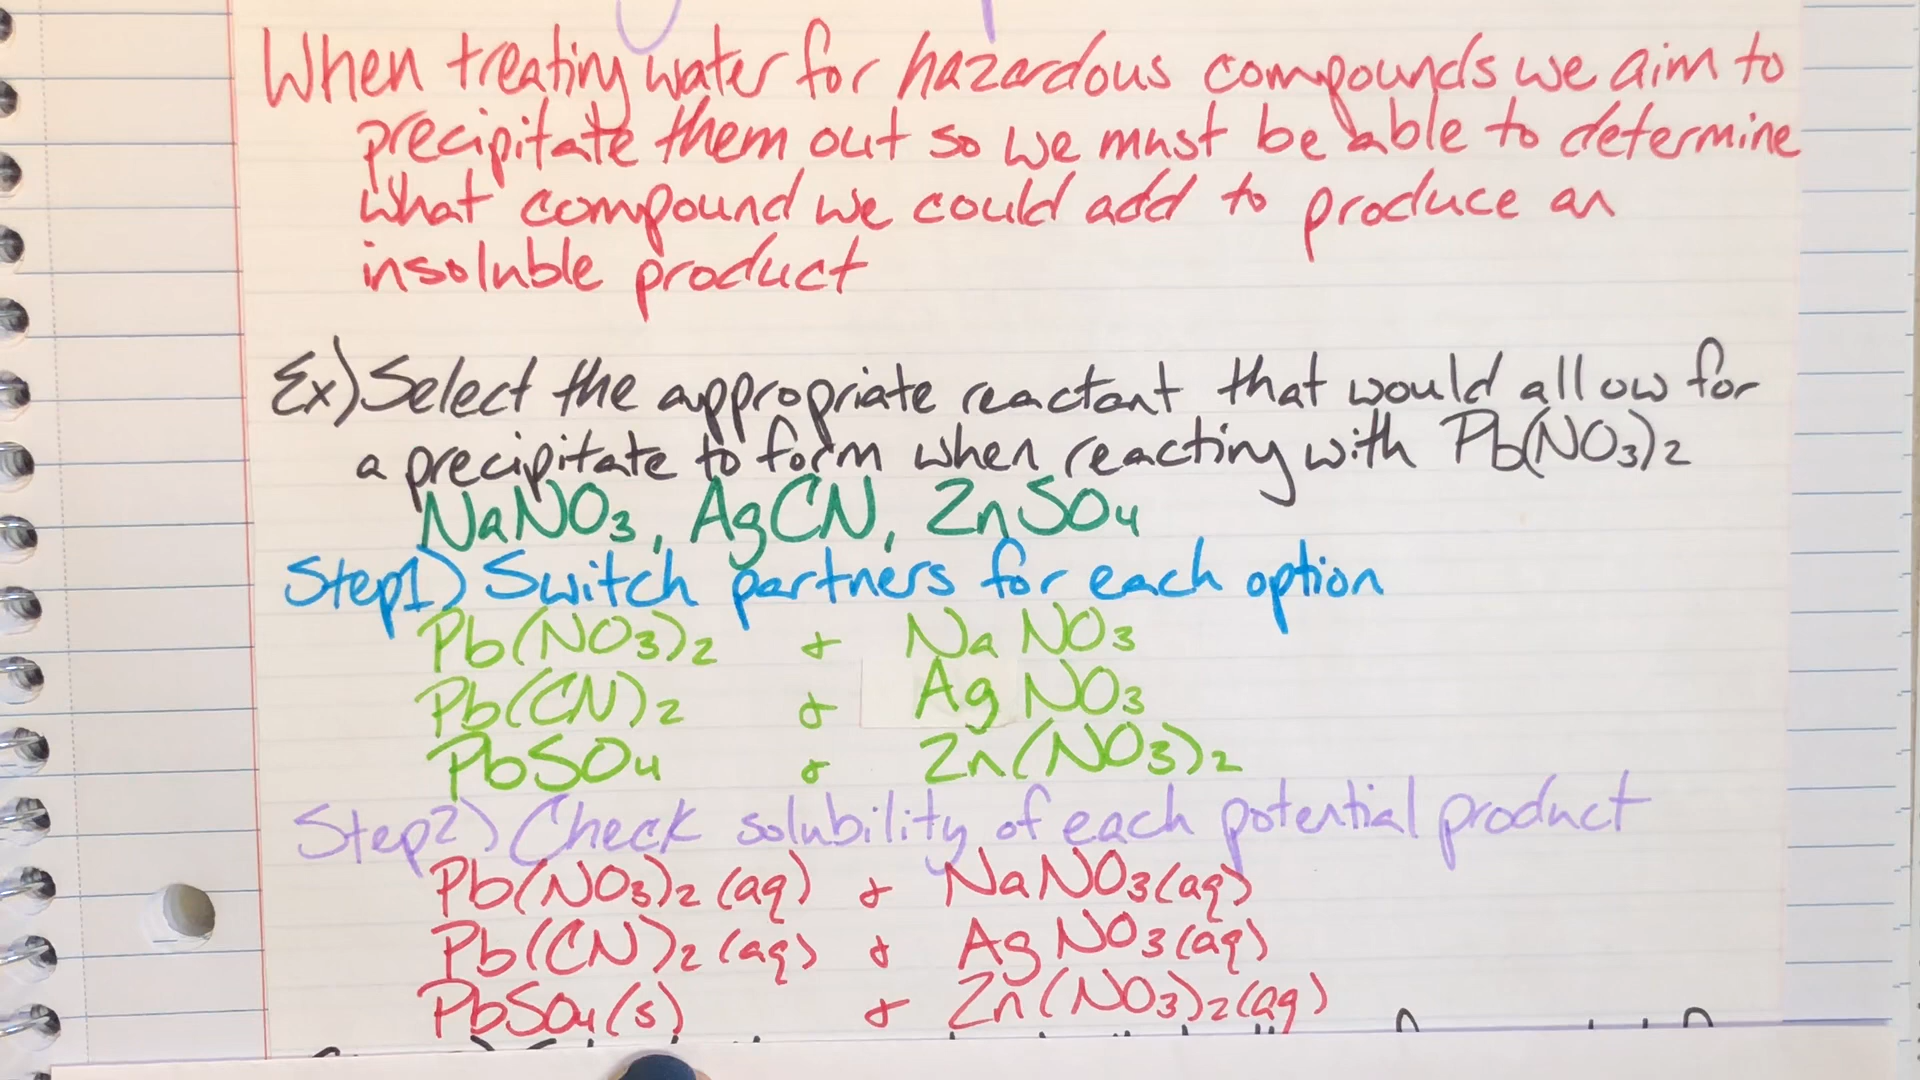 When treating water for hazardous compounds we aim to
precipitate them out so we must be able to determine
what compound we could add to produce an
insoluble product
Ex) Select the appropriate reactant that would allow for
a precipitate to form when reacting with Pb(NO3)2
NaNO3, AgCN, ZnSO4
Step1) Switch partners for each option
Pb(NO3)2 & NaNO3
Pb(CN)2 & AgNO3
PbSO4 & Zn(NO3)2
Step2) Check solubility of each potential product
Pb(NO3)2 (aq) & NaNO3(aq)
Pb(CN)2 (aq) & AgNO3(aq)
PbSO4(s) & Zn(NO3)2(aq)